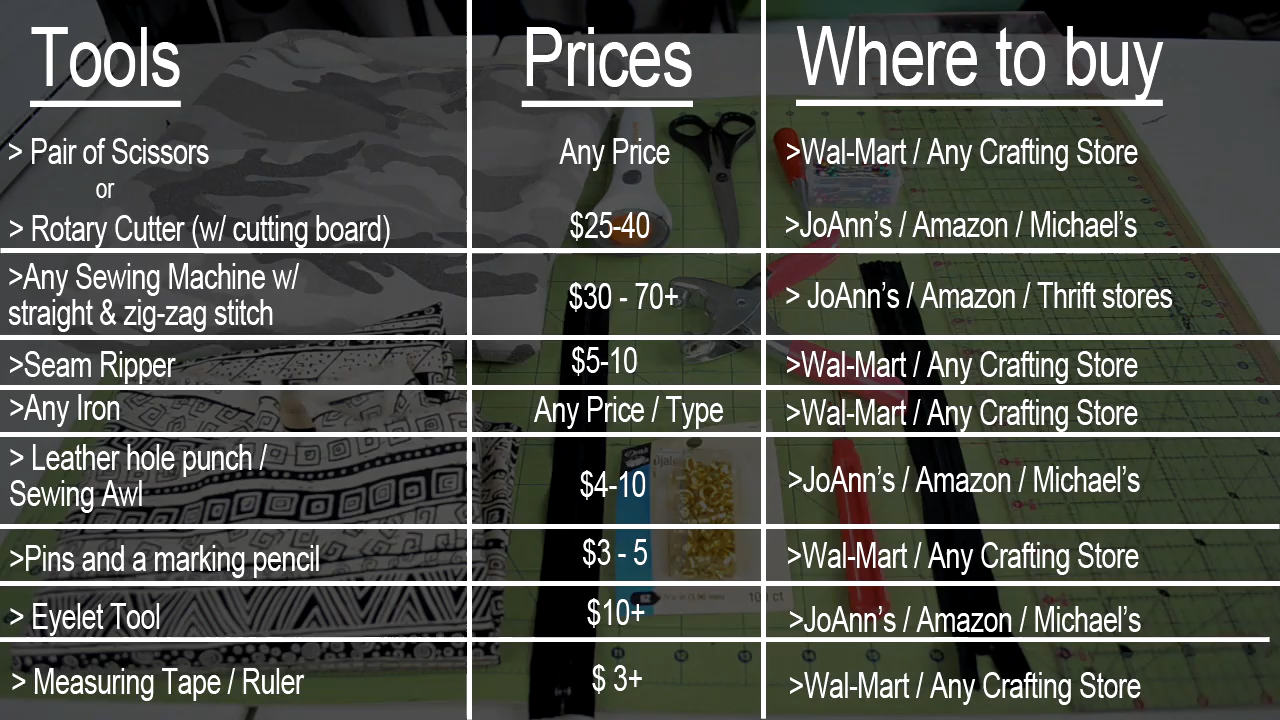 Tools Prices Where to buy
> Pair of Scissors Any Price >Wal-Mart / Any Crafting Store
or
> Rotary Cutter (w/ cutting board) $25-40 >JoAnn's / Amazon / Michael's
>Any Sewing Machine w/
straight & zig-zag stitch $30 - 70+ > JoAnn's / Amazon / Thrift stores
>Seam Ripper $5-10 >Wal-Mart / Any Crafting Store
>Any Iron Any Price / Type >Wal-Mart / Any Crafting Store
> Leather hole punch /
Sewing Awl $4-10 >JoAnn's / Amazon / Michael's
>Pins and a marking pencil $3 - 5 >Wal-Mart / Any Crafting Store
> Eyelet Tool $10+ >JoAnn's / Amazon / Michael's
> Measuring Tape / Ruler $ 3+ >Wal-Mart / Any Crafting Store